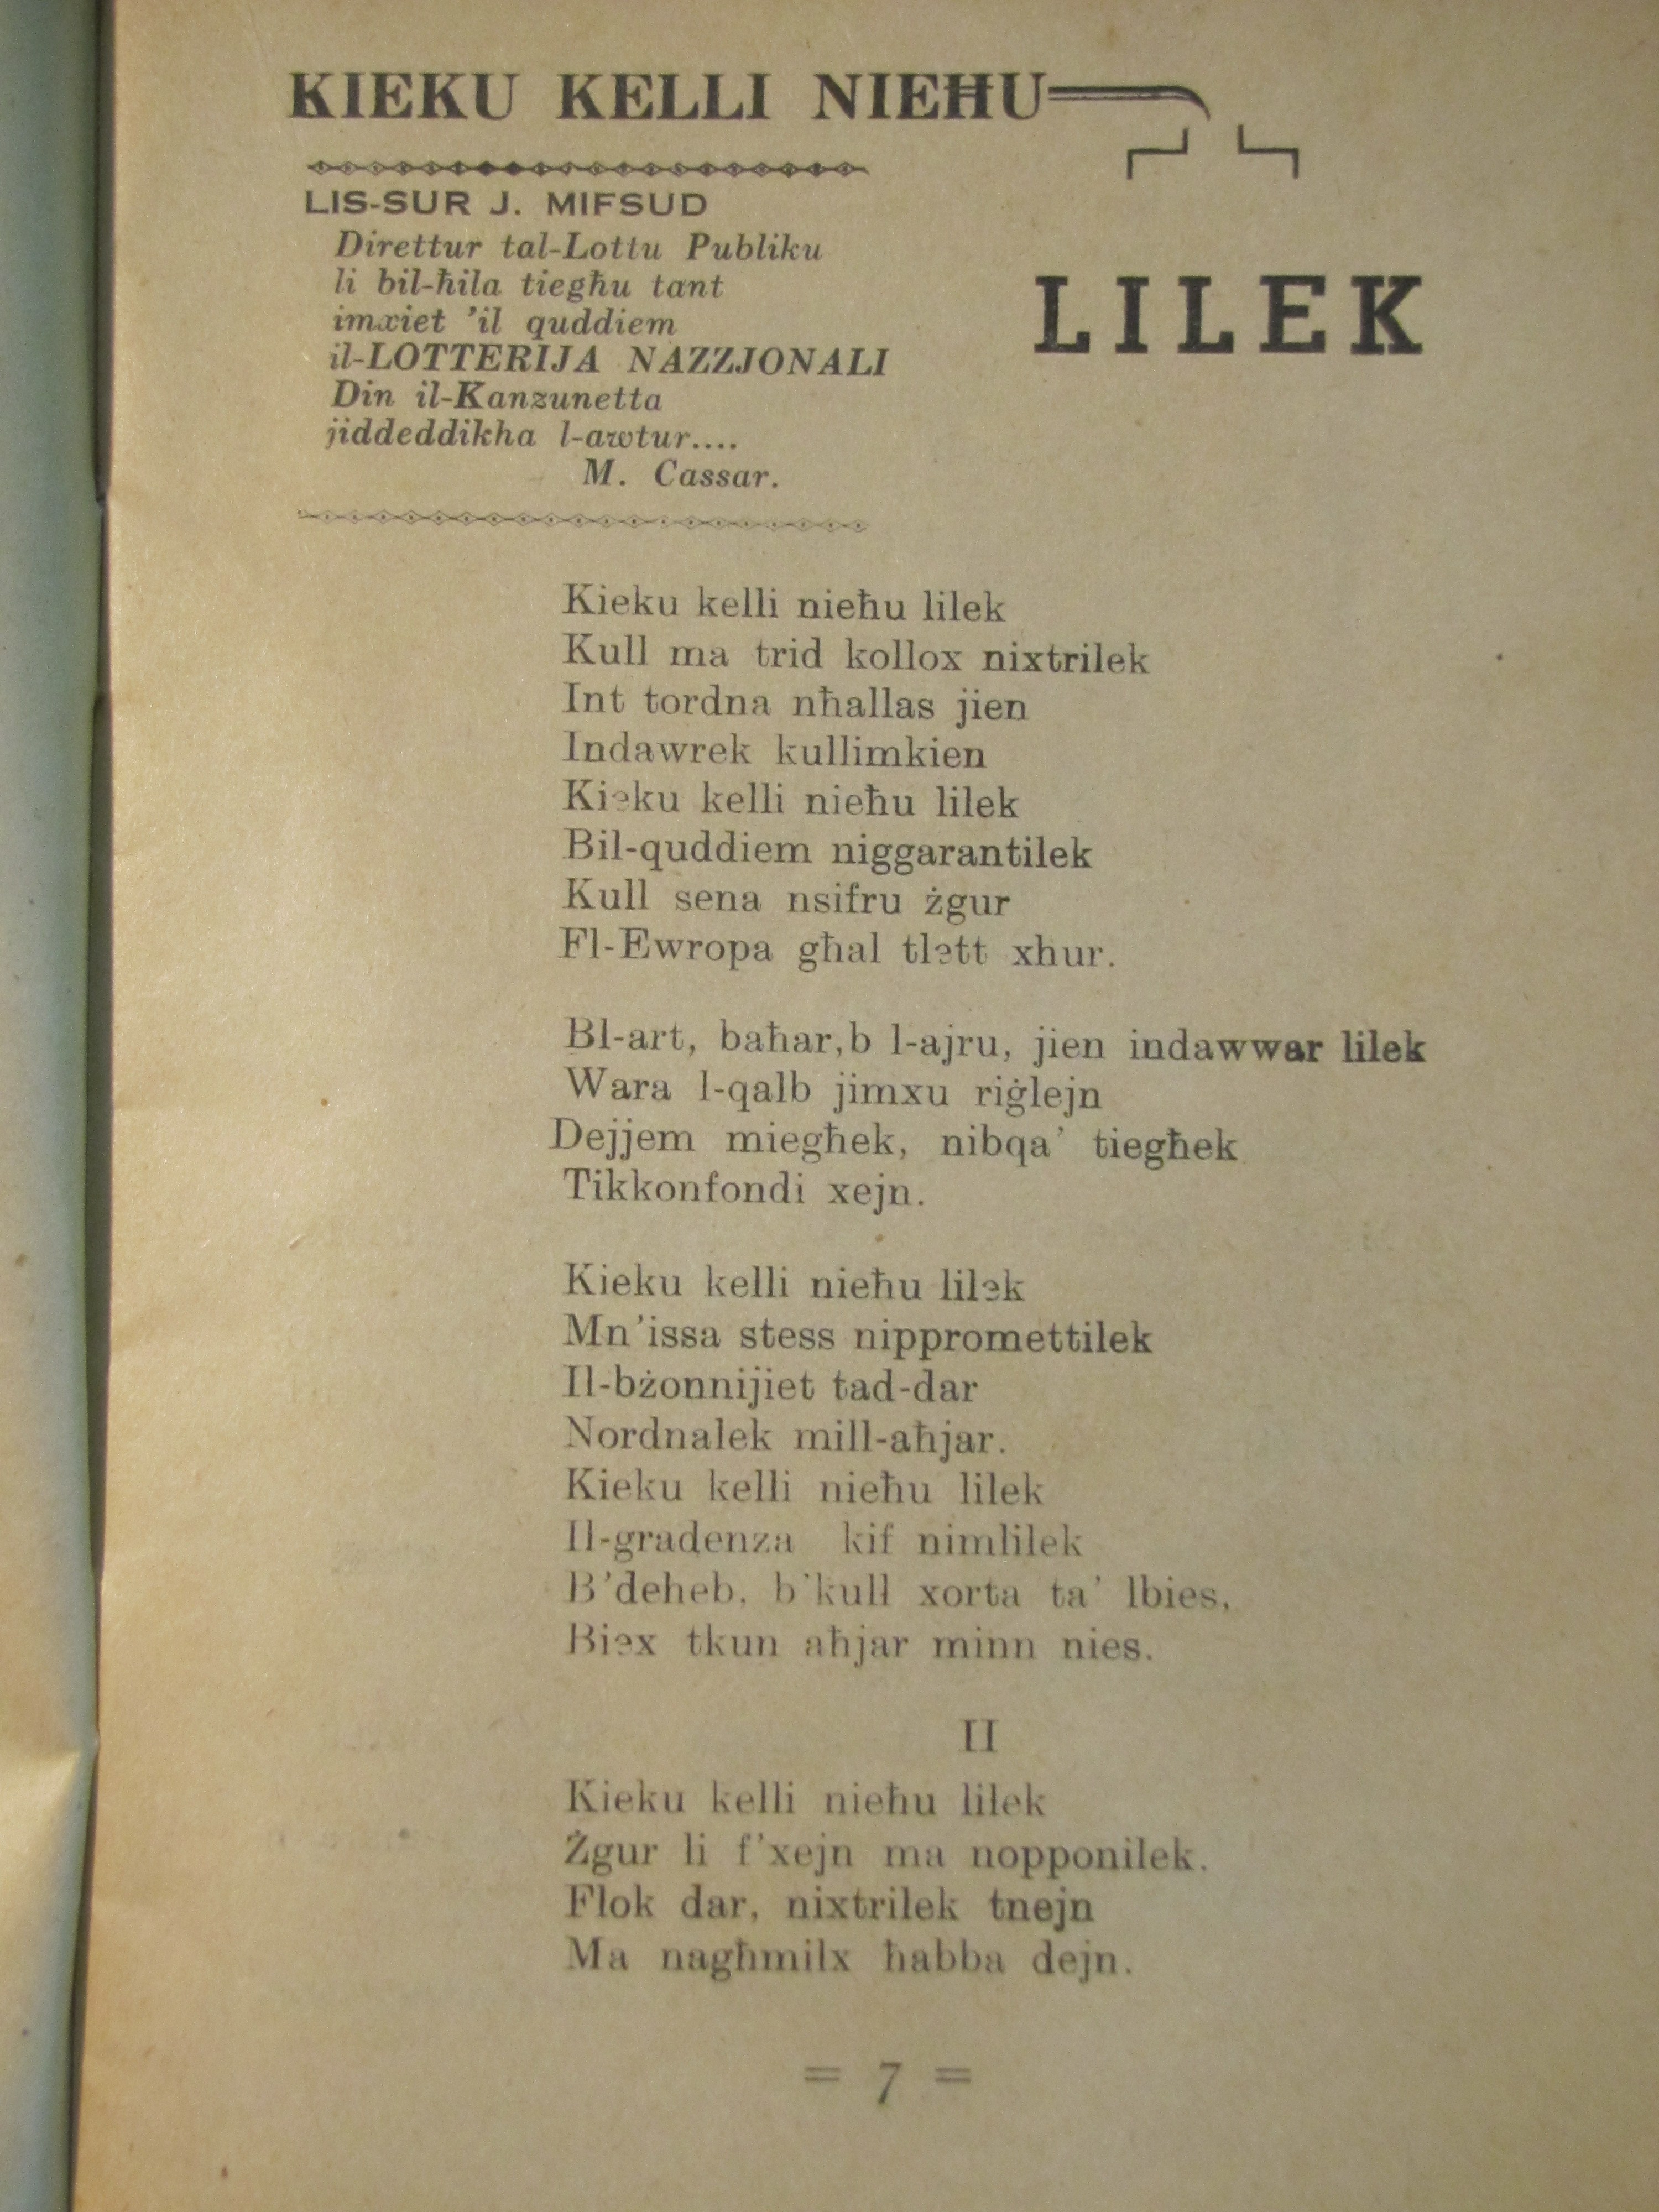 KIEKU KELLI NIEĦU
LILEK
LIS-SUR J. MIFSUD
Direttur tal-Lottu Publiku
li bil-ħila tiegħu tant
imxiet 'il quddiem
il-LOTTERIJA NAZZJONALI
Din il-Kanzunetta
jiddeddikha l-awtur....
M. Cassar.
Kieku kelli nieħu lilek
Kull ma trid kollox nixtrilek
Int tordna nħallas jien
Indawrek kullimkien
Kieku kelli nieħu lilek
Bil-quddiem niggarantilek
Kull sena nsifru żgur
Fl-Ewropa għal tlett xhur.
Bl-art, baħar,b l-ajru, jien indawwar lilek
Wara l-qalb jimxu riġlejn
Dejjem miegħek, nibqa' tiegħek
Tikkonfondi xejn.
Kieku kelli nieħu lilek
Mn'issa stess nippromettilek
Il-bżonnijiet tad-dar
Nordnalek mill-aħjar.
Kieku kelli nieħu lilek
Il-gradenza kif nimlilek
B'deheb, b'kull xorta ta' lbies,
Biex tkun aħjar minn nies.
II
Kieku kelli nieħu lilek
Żgur li f'xejn ma nopponilek.
Flok dar, nixtrilek tnejn
Ma nagħmilx ħabba dejn.
= 7 =